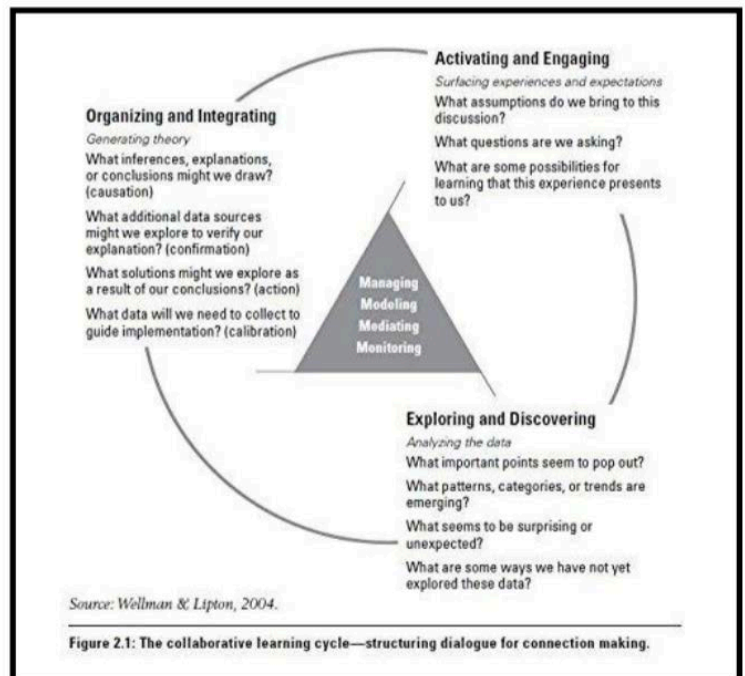 Activating and Engaging
Surfacing experiences and expectations
What assumptions do we bring to this
discussion?
What questions are we asking?
What are some possibilities for
learning that this experience presents
to us?
Organizing and Integrating
Generating theory
What inferences, explanations,
or conclusions might we draw?
(causation)
What additional data sources
might we explore to verify our
explanation? (confirmation)
What solutions might we explore as
a result of our conclusions? (action)
What data will we need to collect to
guide implementation? (calibration)
Managing
Modeling
Mediating
Monitoring
Exploring and Discovering
Analyzing the data
What important points seem to pop out?
What patterns, categories, or trends are
emerging?
What seems to be surprising or
unexpected?
What are some ways we have not yet
explored these data?
Source: Wellman & Lipton, 2004.
Figure 2.1: The collaborative learning cycle—structuring dialogue for connection making.